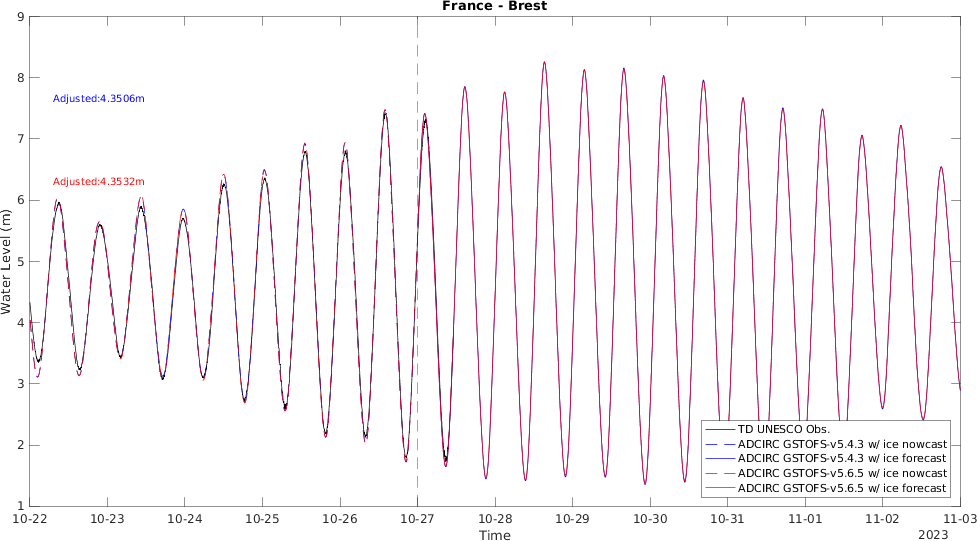 France - Brest
9
8
7
6
5
4
3
2
1
Water Level (m)
Adjusted:4.3506m
Adjusted:4.3532m
TD UNESCO Obs.
ADCIRC GSTOFS-v5.4.3 w/ ice nowcast
ADCIRC GSTOFS-v5.4.3 w/ ice forecast
ADCIRC GSTOFS-v5.6.5 w/ ice nowcast
ADCIRC GSTOFS-v5.6.5 w/ ice forecast
10-22 10-23 10-24 10-25 10-26 10-27 10-28 10-29 10-30 10-31 11-01 11-02 11-03
Time
2023